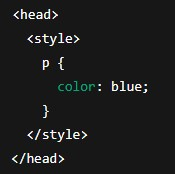 <head>
<style>
p {
color: blue;
}
</style>
</head>